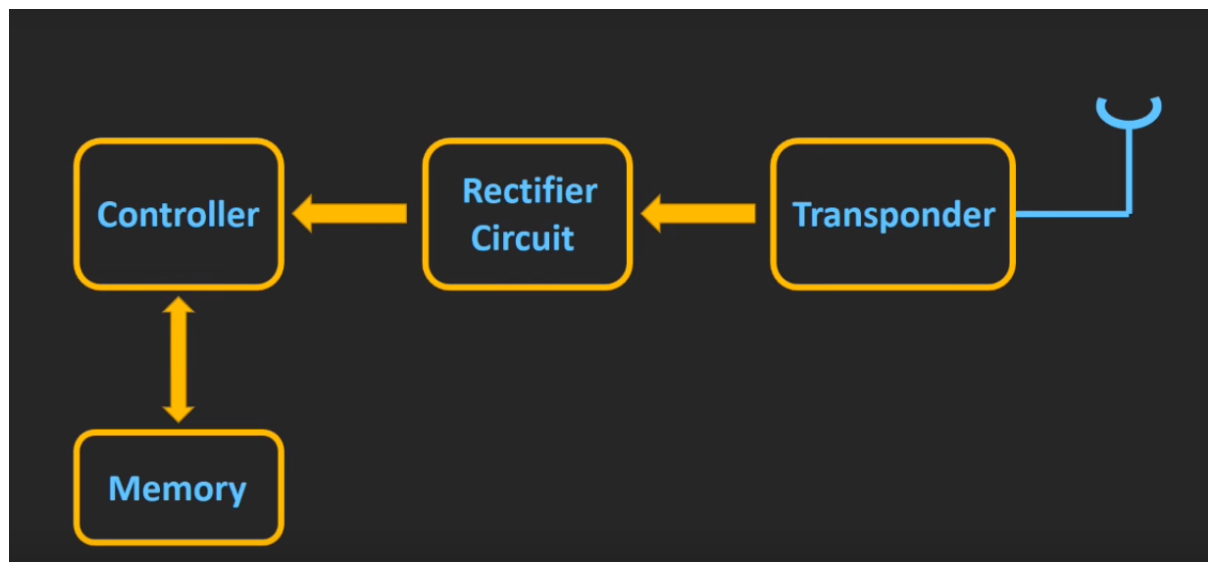 Controller
Rectifier
Circuit
Transponder
Memory